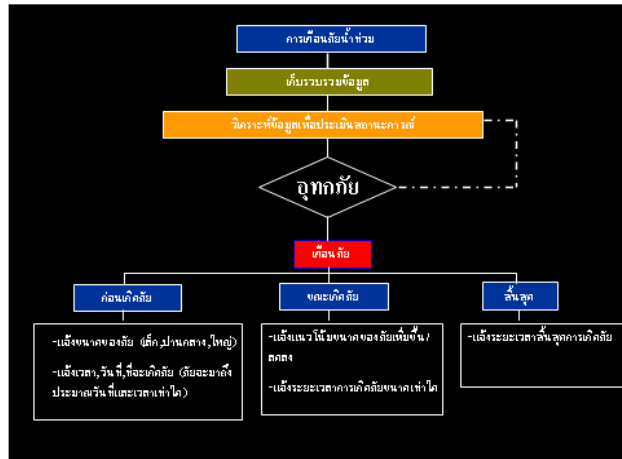 การเตือนภัยน้ำท่วม
เก็บรวบรวมข้อมูล
วิเคราะห์ข้อมูลเพื่อประเมินสถานะการณ์
อุทกภัย
เตือนภัย
ก่อนเกิดภัย
ขณะเกิดภัย
สิ้นสุด
-แจ้งขนาดของภัย (เล็ก,ปานกลาง,ใหญ่)
-แจ้งเวลา,วันที่,ที่จะเกิดภัย (ภัยจะมาถึง
ประมาณวันที่และเวลาเท่าใด)
-แจ้งแนวโน้มขนาดของภัยเพิ่มขึ้น/
ลดลง
-แจ้งระยะเวลาการเกิดภัยขนาดเท่าใด
-แจ้งระยะเวลาสิ้นสุดการเกิดภัย